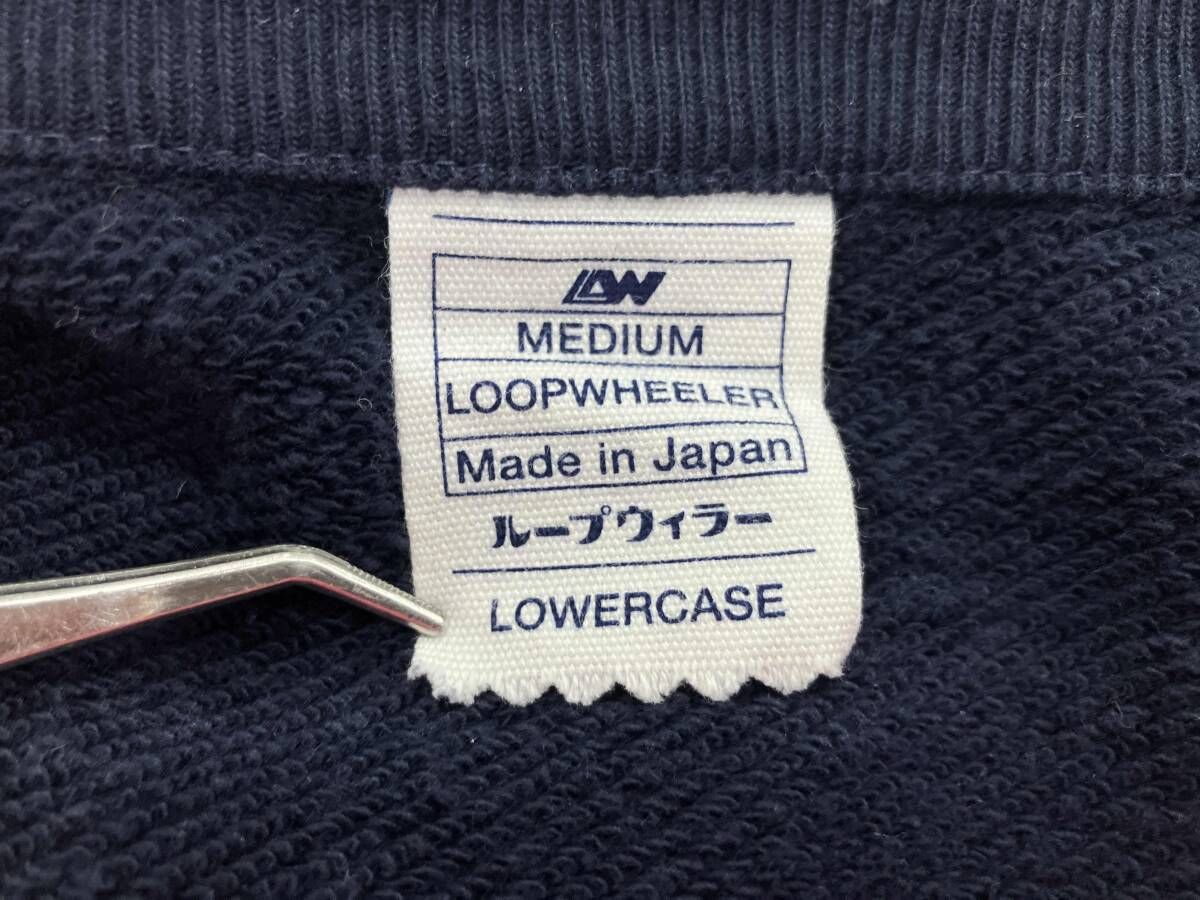 LW
MEDIUM
LOOPWHEELER
Made in Japan
ループウィラー
LOWERCASE